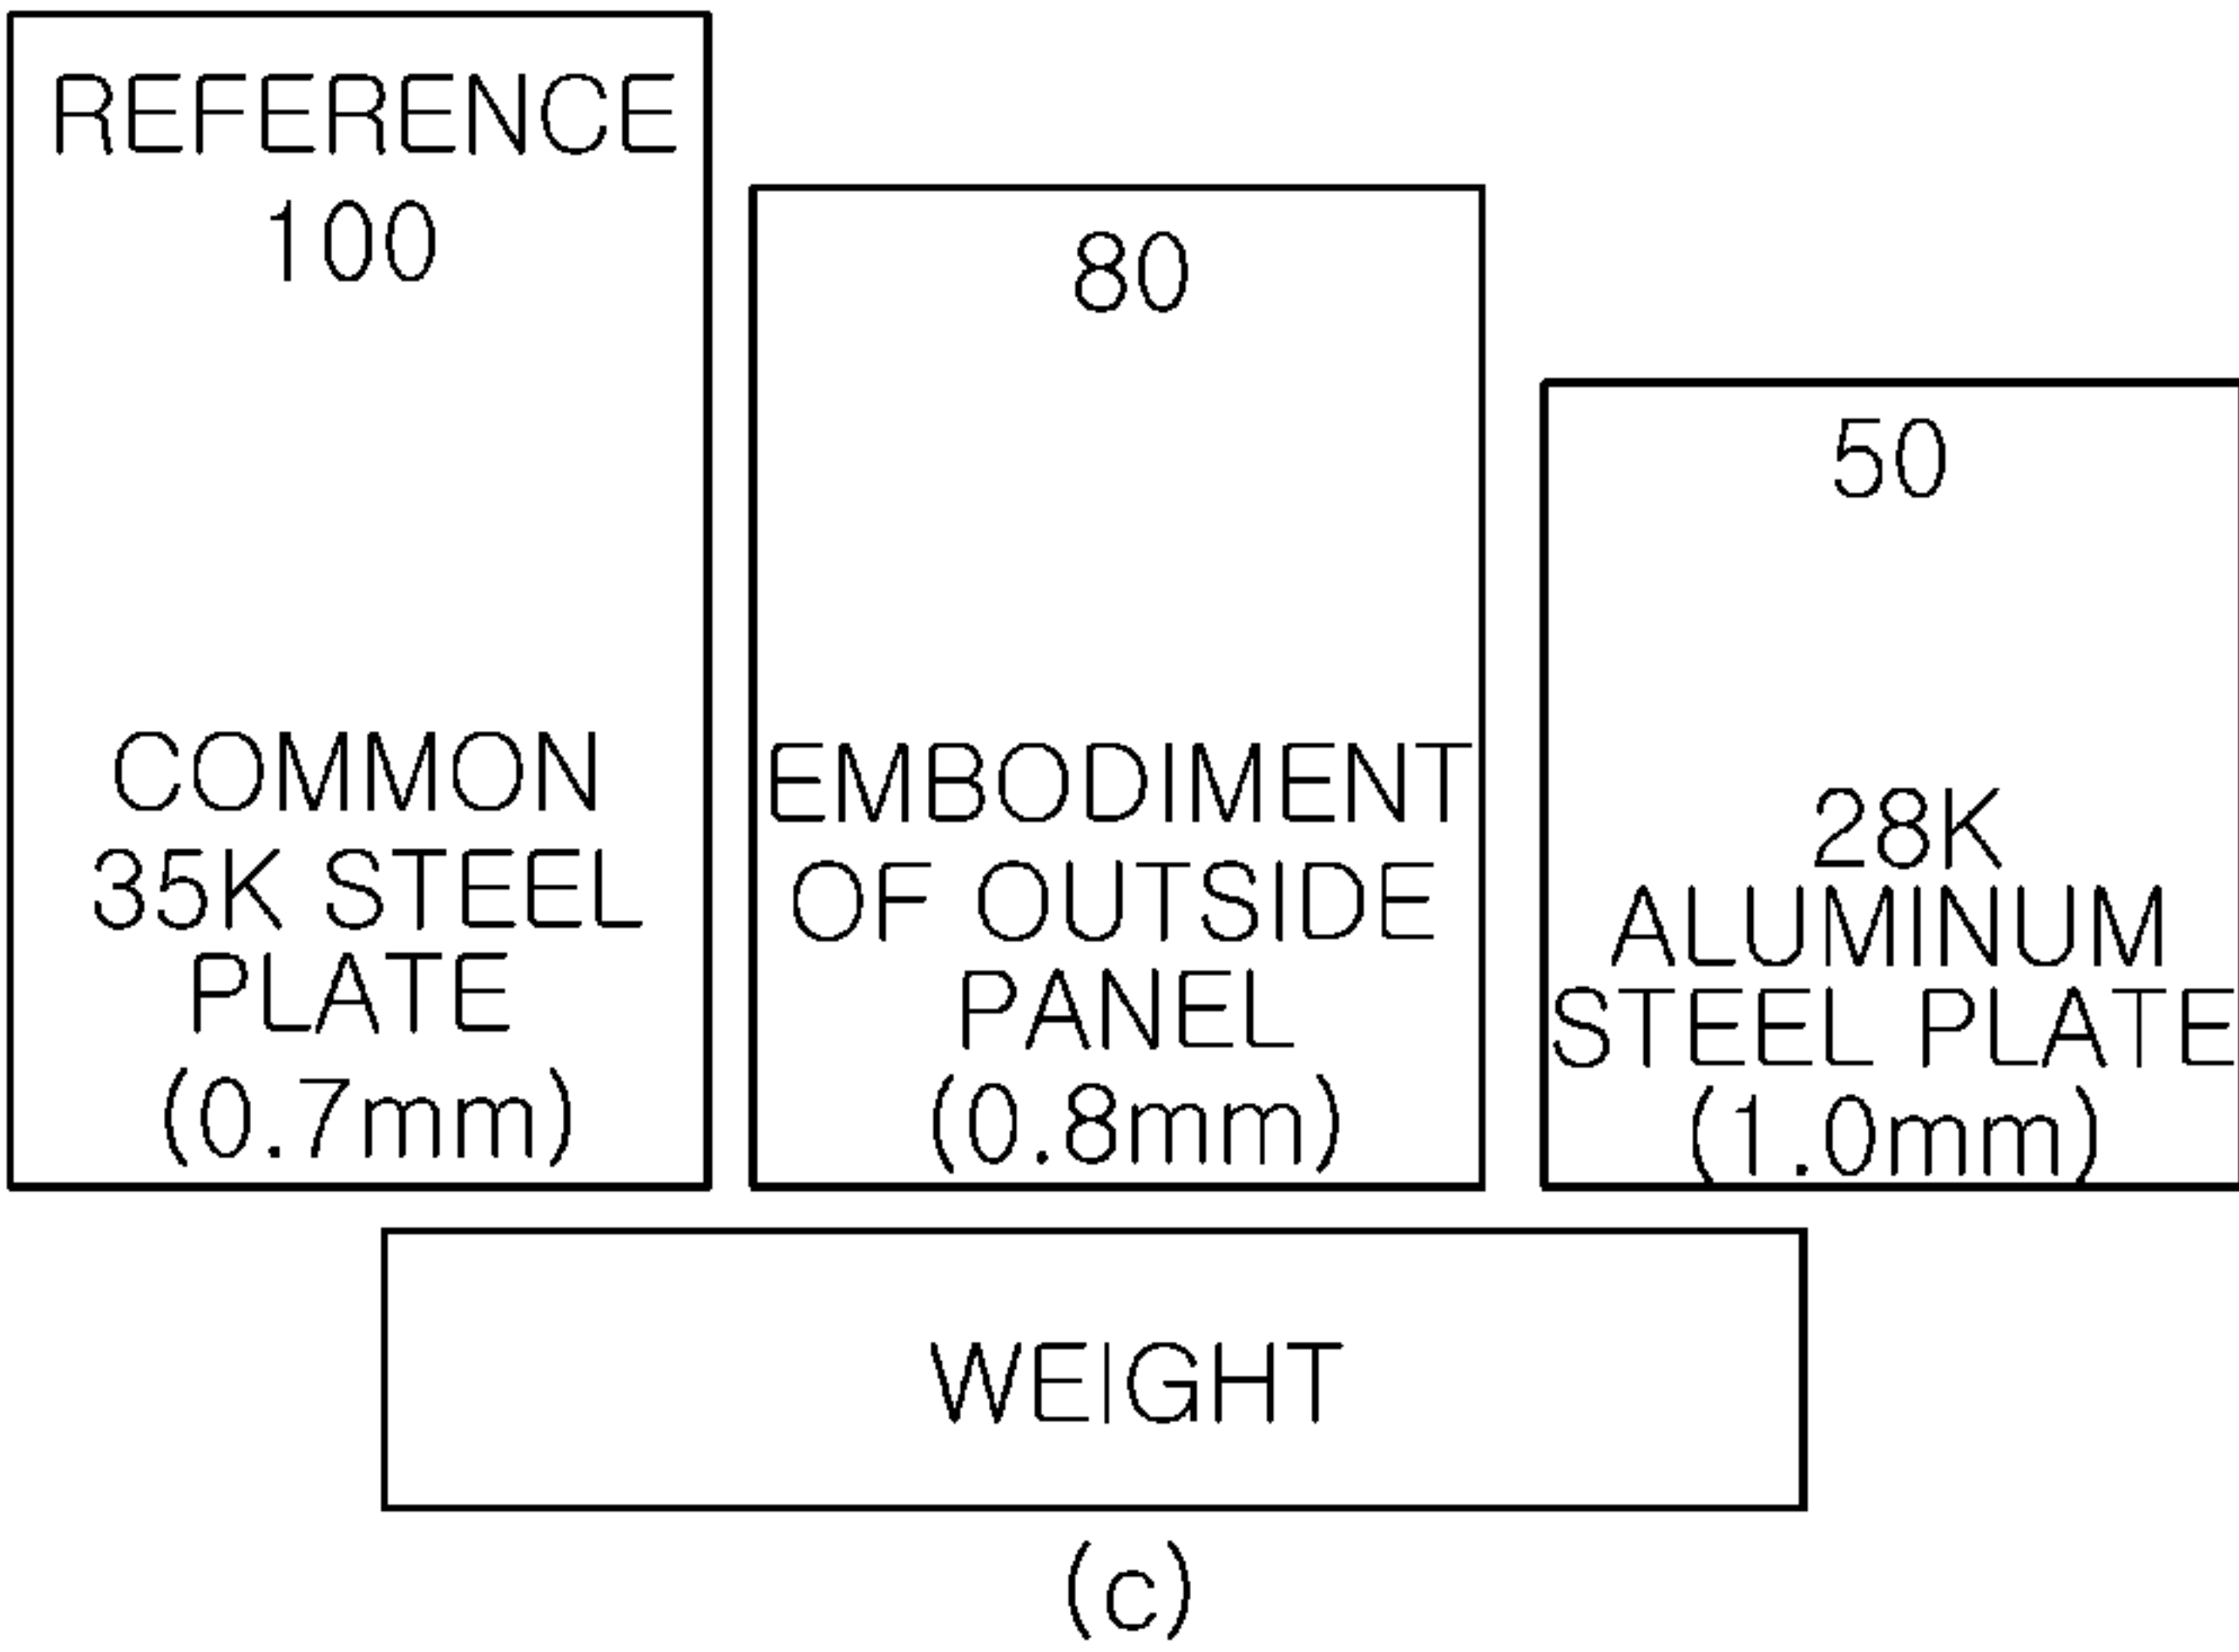 REFERENCE
100
COMMON
35K STEEL
PLATE
(0.7mm)
80
EMBODIMENT
OF OUTSIDE
PANEL
(0.8mm)
50
28K
ALUMINUM
STEEL PLATE
(1.0mm)
WEIGHT
(c)